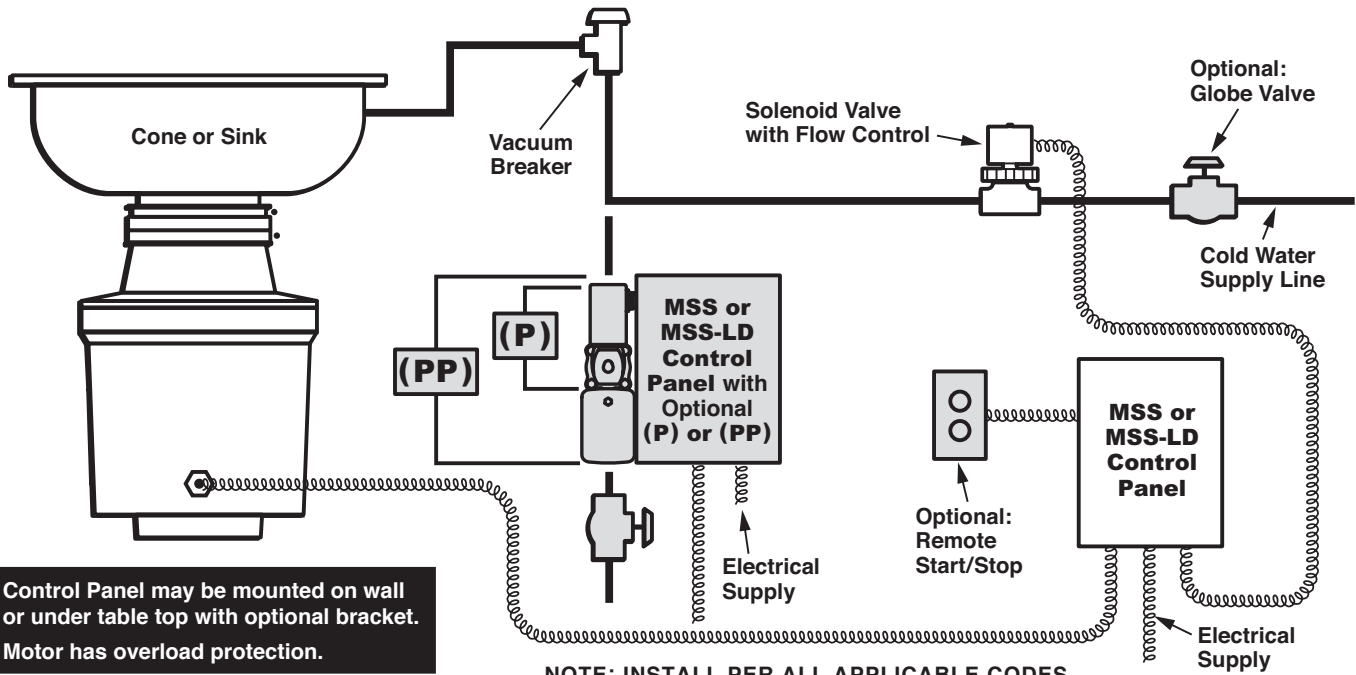 Cone or Sink
Vacuum
Breaker
Solenoid Valve
with Flow Control
Optional:
Globe Valve
Cold Water
Supply Line
(PP)
(P)
MSS or
MSS-LD
Control
Panel with
Optional
(P) or (PP)
Electrical
Supply
Optional:
Remote
Start/Stop
MSS or
MSS-LD
Control
Panel
Electrical
Supply
Control Panel may be mounted on wall
or under table top with optional bracket.
Motor has overload protection.
NOTE: INSTALL PER ALL APPLICABLE CODES